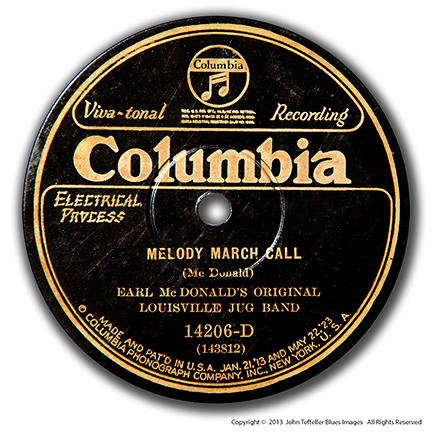 Columbia
Viva-tonal Recording
Columbia
ELECTRICAL
PROCESS
MELODY MARCH CALL
(Mc Donald)
EARL McDONALD'S ORIGINAL
LOUISVILLE JUG BAND
14206-D
(143812)
MADE AND PAT'D IN U.S.A. JAN. 21,'13 AND MAY 22,'23
© COLUMBIA PHONOGRAPH COMPANY, INC., NEW YORK, U.S.A.
Copyright © 2013 John Tefteller Blues Images All Rights Reserved